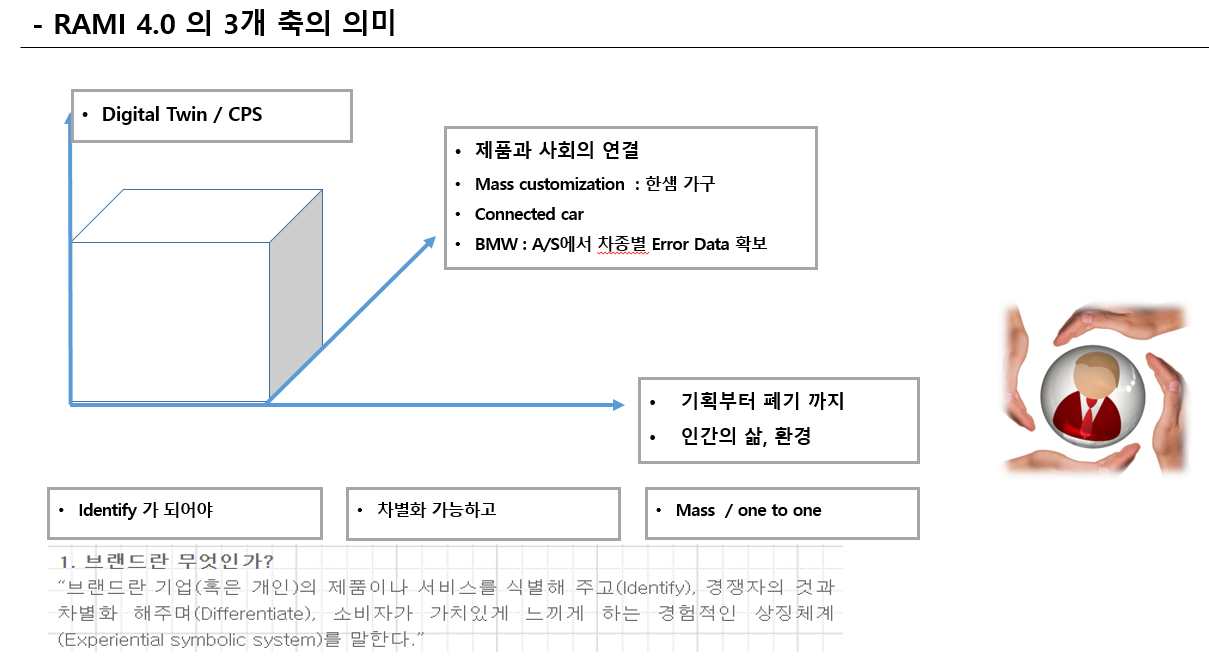 - RAMI 4.0 의 3개 축의 의미
• Digital Twin / CPS
• 제품과 사회의 연결
• Mass customization : 한샘 가구
• Connected car
• BMW : A/S에서 차종별 Error Data 확보
• 기획부터 폐기 까지
• 인간의 삶, 환경
• Identify 가 되어야
• 차별화 가능하고
• Mass / one to one
1. 브랜드란 무엇인가?
“브랜드란 기업(혹은 개인)의 제품이나 서비스를 식별해 주고(Identify), 경쟁자의 것과
차별화 해주며(Differentiate), 소비자가 가치있게 느끼게 하는 경험적인 상징체계
(Experiential symbolic system)를 말한다.”